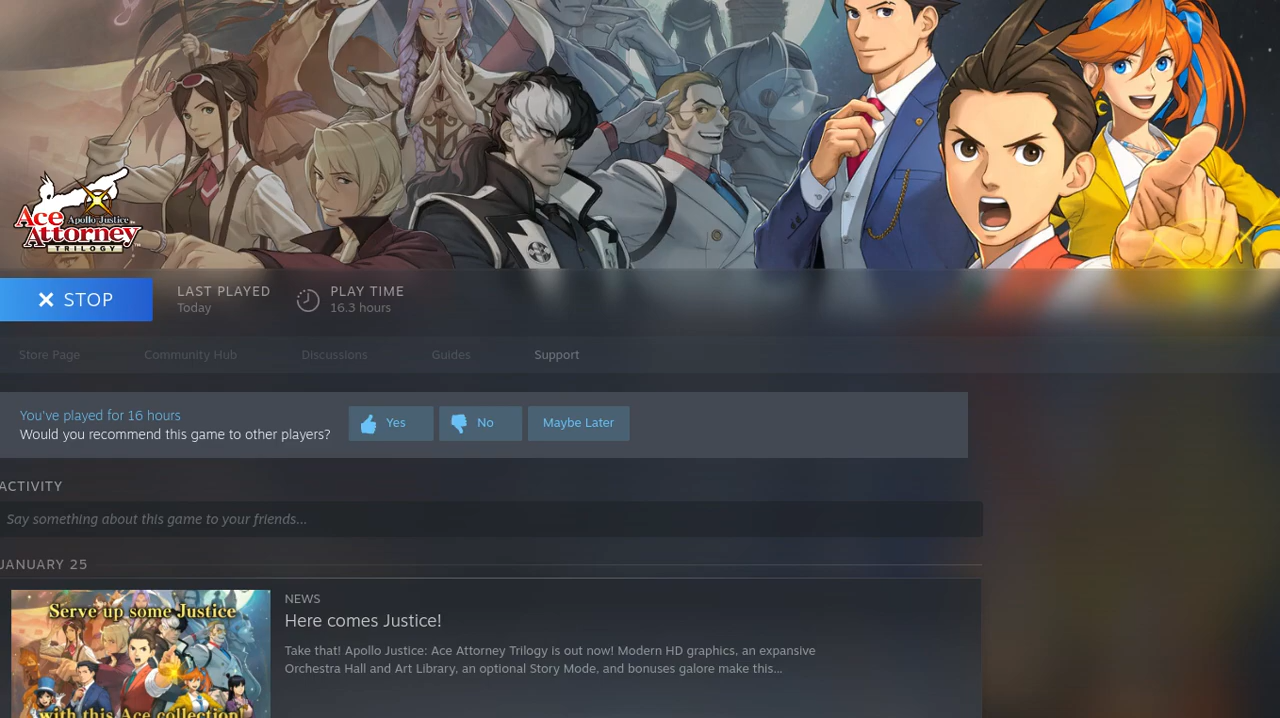 Ace
Apollo Justice
Attorney
TRILOGY
STOP
LAST PLAYED
Today
PLAY TIME
16.3 hours
Store Page
Community Hub
Discussions
Guides
Support
You've played for 16 hours
Would you recommend this game to other players?
Yes
No
Maybe Later
ACTIVITY
Say something about this game to your friends...
JANUARY 25
Serve up some Justice
with this Ace collection!
NEWS
Here comes Justice!
Take that! Apollo Justice: Ace Attorney Trilogy is out now! Modern HD graphics, an expansive
Orchestra Hall and Art Library, an optional Story Mode, and bonuses galore make this...